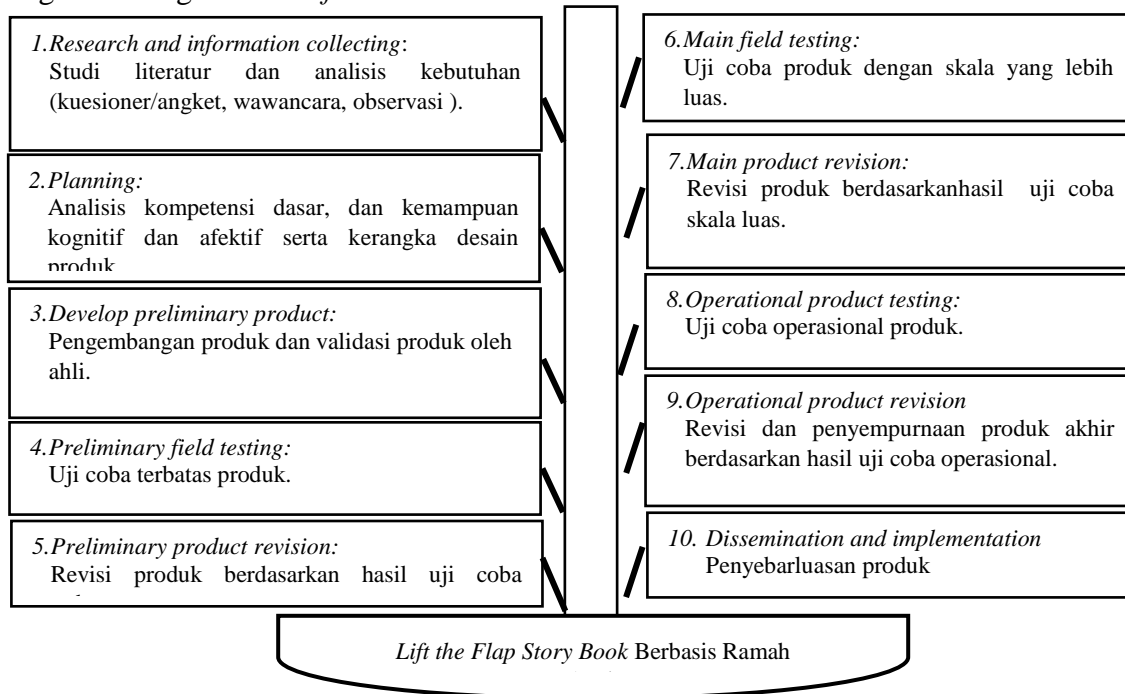 1.Research and information collecting:
Studi literatur dan analisis kebutuhan
(kuesioner/angket, wawancara, observasi ).
2.Planning:
Analisis kompetensi dasar, dan kemampuan
kognitif dan afektif serta kerangka desain
produk
3.Develop preliminary product:
Pengembangan produk dan validasi produk oleh
ahli.
4.Preliminary field testing:
Uji coba terbatas produk.
5.Preliminary product revision:
Revisi produk berdasarkan hasil uji coba
6.Main field testing:
Uji coba produk dengan skala yang lebih
luas.
7.Main product revision:
Revisi produk berdasarkanhasil uji coba
skala luas.
8.Operational product testing:
Uji coba operasional produk.
9.Operational product revision
Revisi dan penyempurnaan produk akhir
berdasarkan hasil uji coba operasional.
10. Dissemination and implementation
Penyebarluasan produk
Lift the Flap Story Book Berbasis Ramah